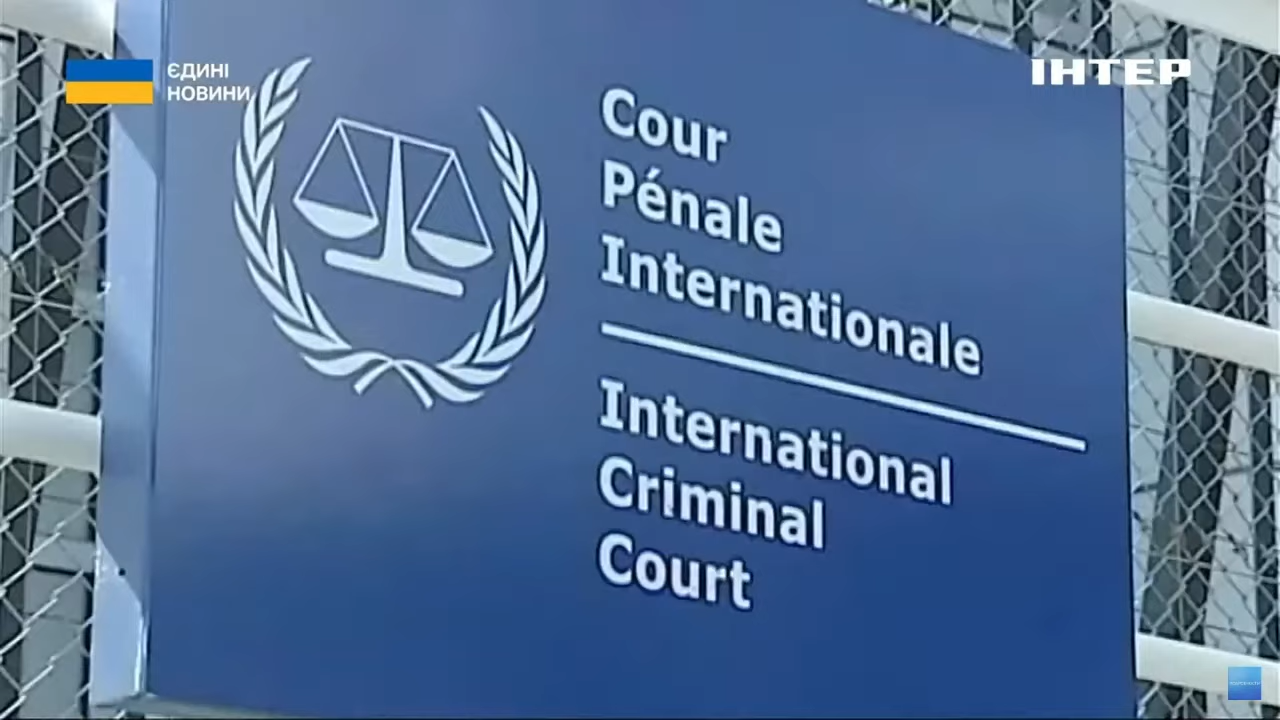 ЄДИНІ
НОВИНИ
ІНТЕР
Cour
Pénale
Internationale
International
Criminal
Court